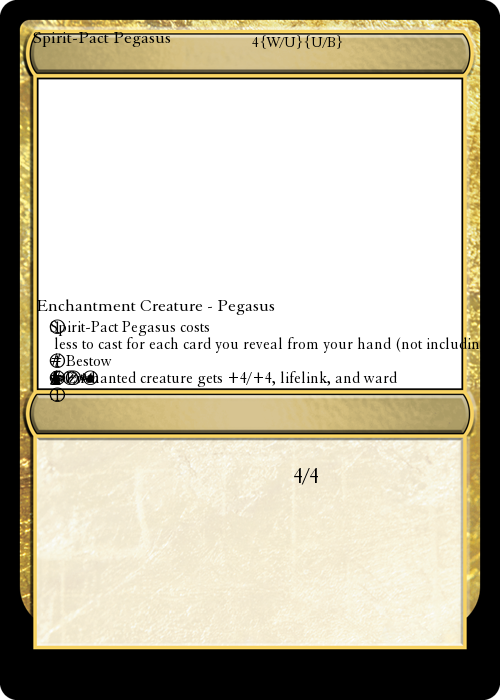 Spirit-Pact Pegasus
4{W/U}{U/B}
Enchantment Creature - Pegasus
Spirit-Pact Pegasus costs
less to cast for each card you reveal from your hand (not includin
Bestow
Enchanted creature gets +4/+4, lifelink, and ward
1
4/4